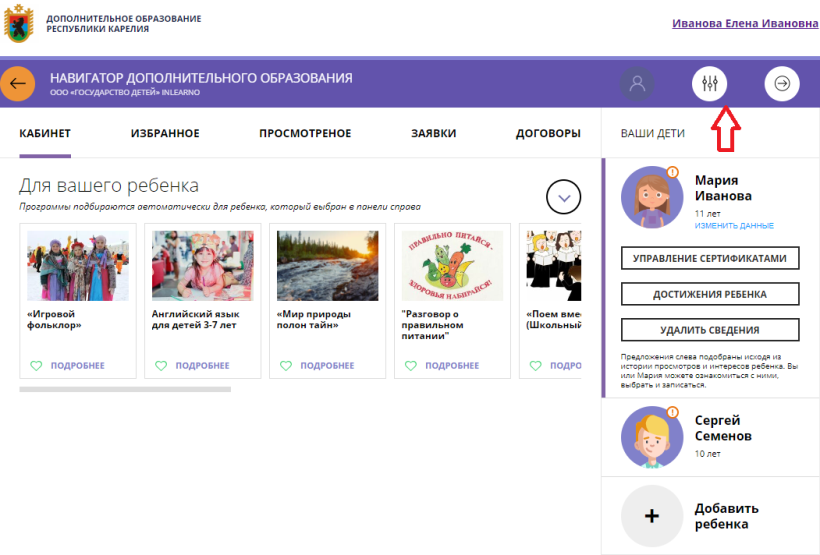 ДОПОЛНИТЕЛЬНОЕ ОБРАЗОВАНИЕ
РЕСПУБЛИКИ КАРЕЛИЯ
Иванова Елена Ивановна
НАВИГАТОР ДОПОЛНИТЕЛЬНОГО ОБРАЗОВАНИЯ
ООО «ГОСУДАРСТВО ДЕТЕЙ» INLEARNO
КАБИНЕТ
ИЗБРАННОЕ
ПРОСМОТРЕНОЕ
ЗАЯВКИ
ДОГОВОРЫ
Для вашего ребенка
Программы подбираются автоматически для ребенка, который выбран в панели справа
«Игровой
фольклор»
ПОДРОБНЕЕ
Английский язык
для детей 3-7 лет
ПОДРОБНЕЕ
«Мир природы
полон тайн»
ПОДРОБНЕЕ
ПРАВИЛЬНО ПИТАЙСЯ -
ЗДОРОВЬЯ НАБИРАЙСЯ!
"Разговор о
правильном
питании"
ПОДРОБНЕЕ
«Поем вме
(Школьный
ПОДРО
ВАШИ ДЕТИ
Мария
Иванова
11 лет
ИЗМЕНИТЬ ДАННЫЕ
УПРАВЛЕНИЕ СЕРТИФИКАТАМИ
ДОСТИЖЕНИЯ РЕБЕНКА
УДАЛИТЬ СВЕДЕНИЯ
Предложения слева подобраны исходя из
истории просмотров и интересов ребенка. Вы
или Мария можете ознакомиться с ними,
выбрать и записаться.
Сергей
Семенов
10 лет
Добавить
ребенка